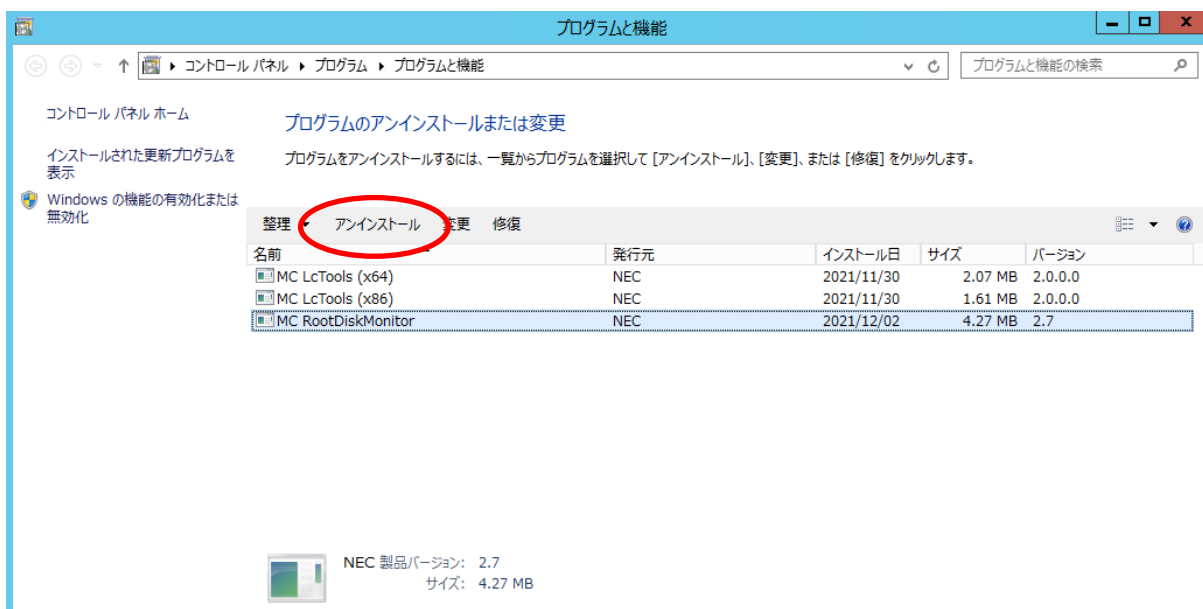 プログラムと機能
コントロール パネル ▸ プログラム ▸ プログラムと機能
プログラムと機能の検索
コントロール パネル ホーム
インストールされた更新プログラムを
表示
Windows の機能の有効化または
無効化
プログラムのアンインストールまたは変更
プログラムをアンインストールするには、一覧からプログラムを選択して [アンインストール]、[変更]、または [修復] をクリックします。
整理 アンインストール 変更 修復
名前 発行元 インストール日 サイズ バージョン
MC LcTools (x64) NEC 2021/11/30 2.07 MB 2.0.0.0
MC LcTools (x86) NEC 2021/11/30 1.61 MB 2.0.0.0
MC RootDiskMonitor NEC 2021/12/02 4.27 MB 2.7
NEC 製品バージョン: 2.7
サイズ: 4.27 MB